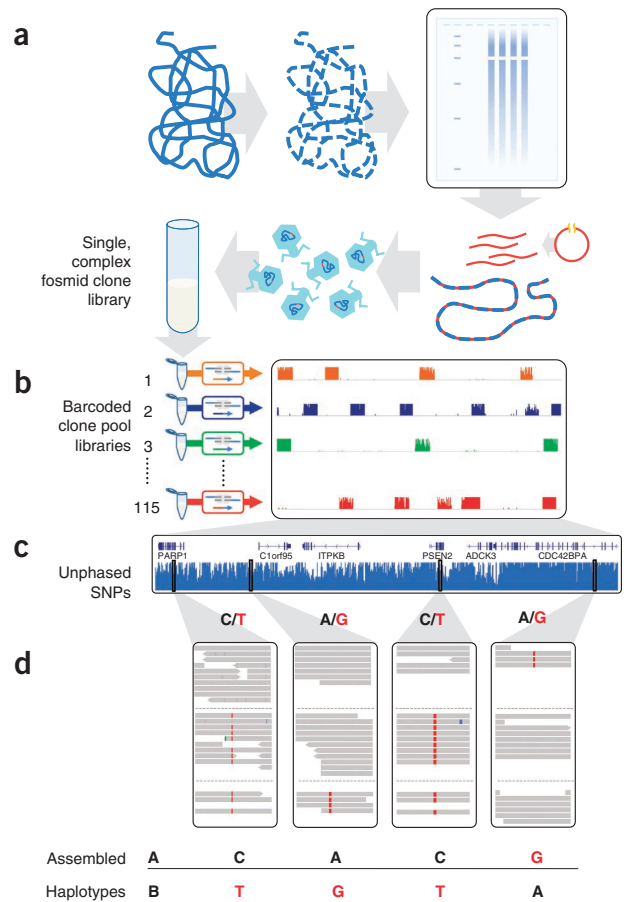 a
Single,
complex
fosmid clone
library
b
1
2
3
115
Barcoded
clone pool
libraries
c
PARP1 C1orf95 ITPKB PSEN2 ADCK3 CDC42BPA
Unphased
SNPs
C/T A/G C/T A/G
d
Assembled A C A C G
Haplotypes B T G T A